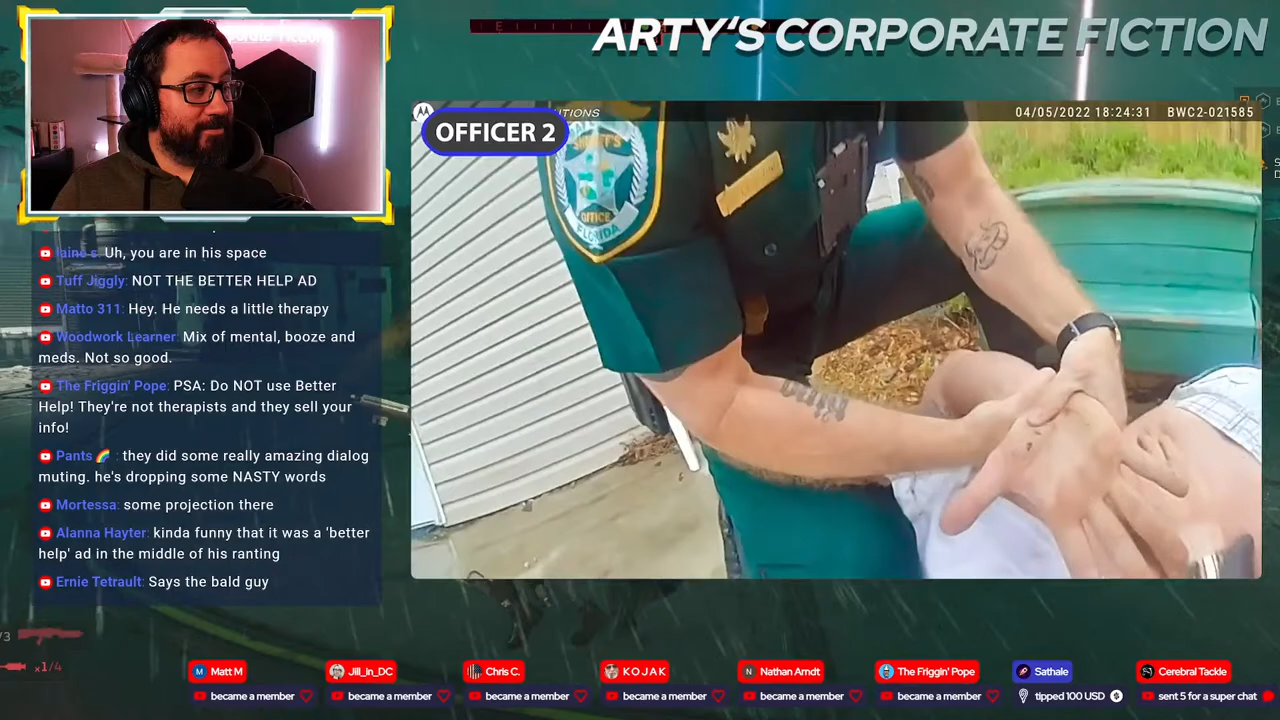 ARTY'S CORPORATE FICTION
E
04/05/2022 18:24:31 BWC2-021585
OFFICER 2
SHERIFF'S
OFFICE
FLORIDA
Uh, you are in his space
Tuff Jiggly: NOT THE BETTER HELP AD
Matto 311: Hey. He needs a little therapy
Woodwork Learner: Mix of mental, booze and
meds. Not so good.
The Friggin' Pope: PSA: Do NOT use Better
Help! They're not therapists and they sell your
info!
Pants 🌈: they did some really amazing dialog
muting. he's dropping some NASTY words
Mortessa: some projection there
Alanna Hayter: kinda funny that it was a 'better
help' ad in the middle of his ranting
Ernie Tetrault: Says the bald guy
/3
x1/4
Matt M
became a member
Jill_in_DC
became a member
Chris C.
became a member
K O J A K
became a member
Nathan Arndt
became a member
The Friggin' Pope
became a member
Sathale
tipped 100 USD
Cerebral Tackle
sent 5 for a super chat